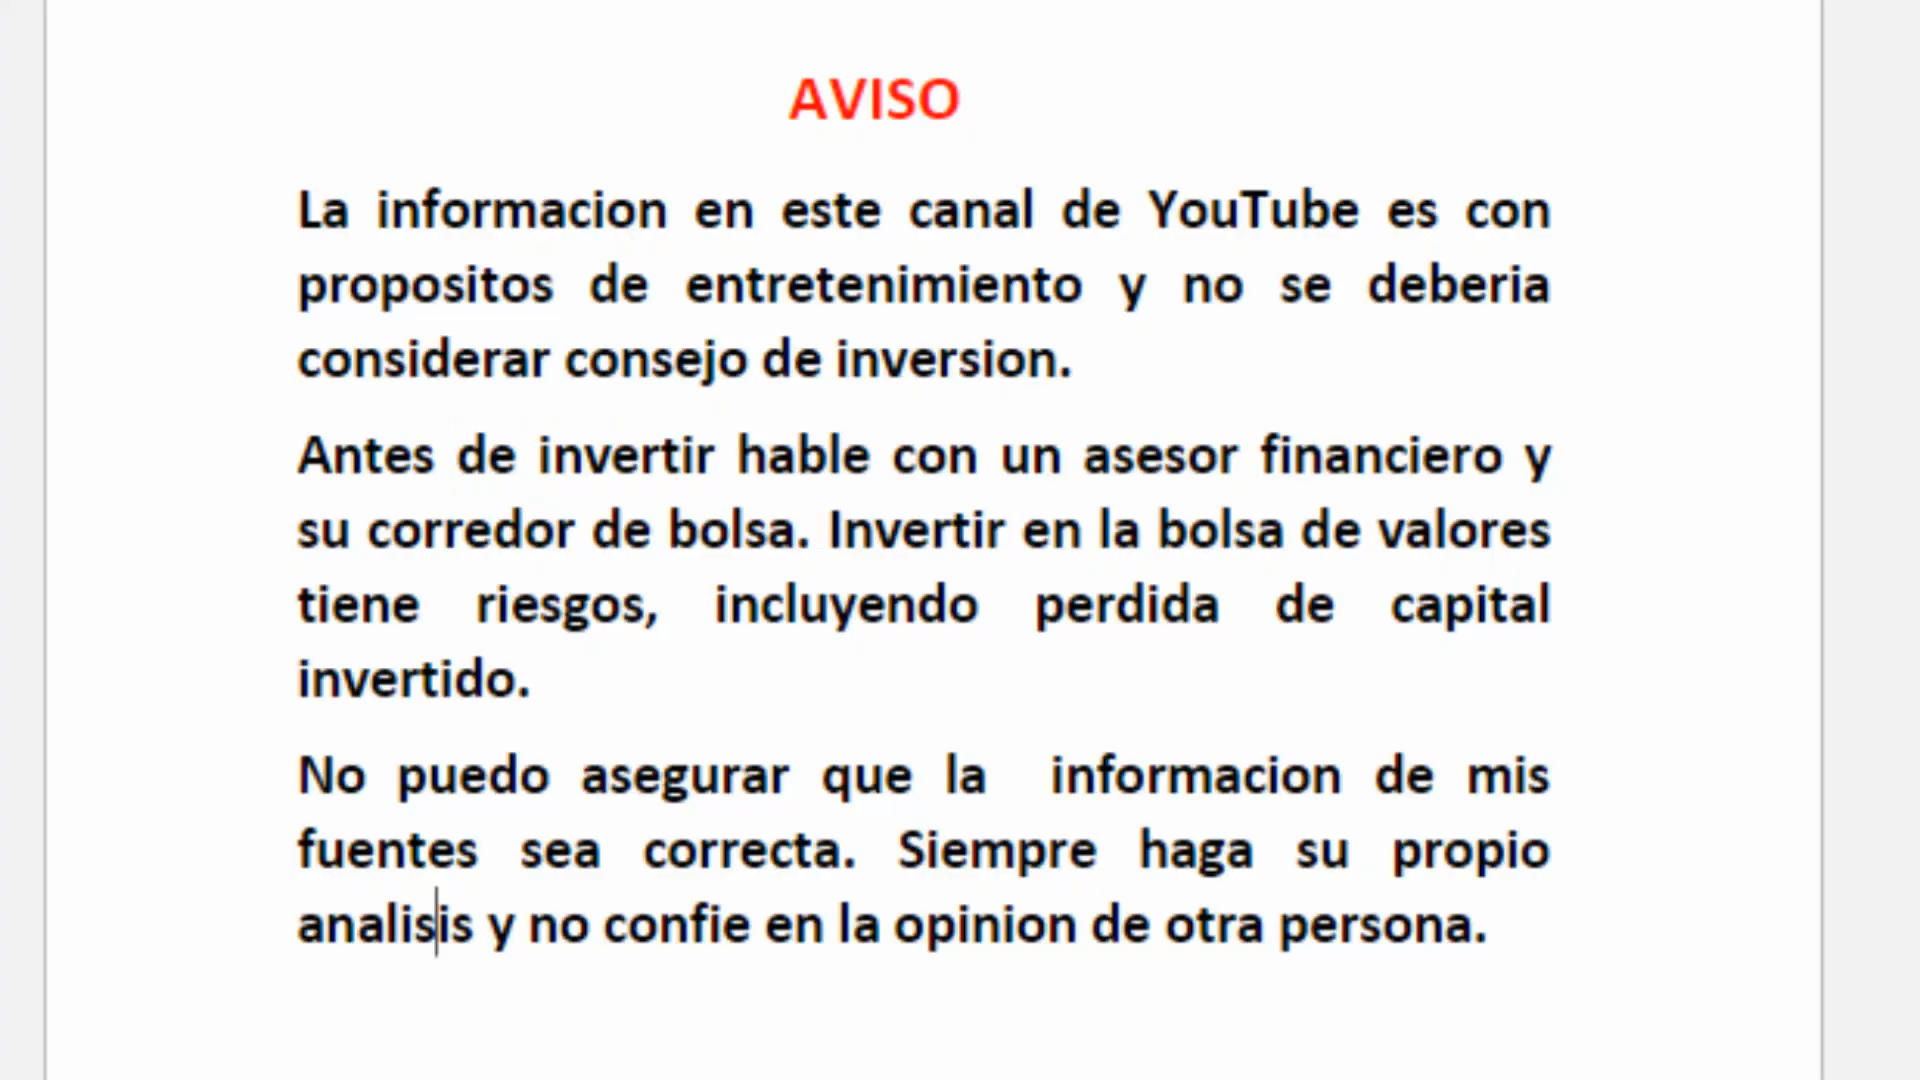 AVISO
La informacion en este canal de YouTube es con
propositos de entretenimiento y no se deberia
considerar consejo de inversion.
Antes de invertir hable con un asesor financiero y
su corredor de bolsa. Invertir en la bolsa de valores
tiene riesgos, incluyendo perdida de capital
invertido.
No puedo asegurar que la  informacion de mis
fuentes sea correcta. Siempre haga su propio
analisis y no confie en la opinion de otra persona.